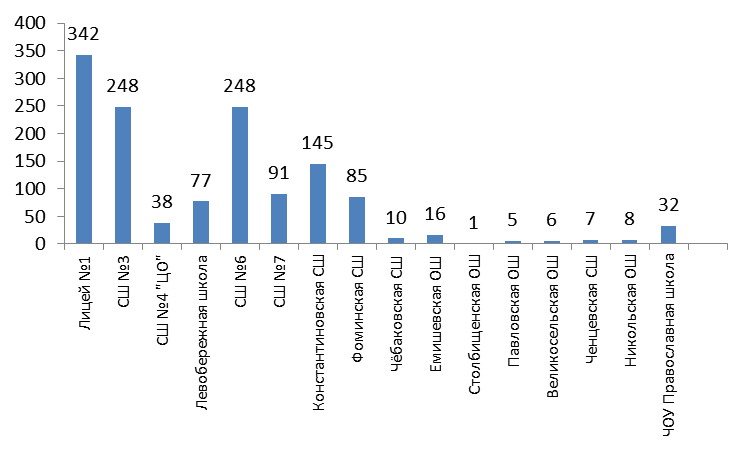 400
350
300
250
200
150
100
50
0
342
248
38
77
248
91
145
85
10
16
1
5
6
7
8
32
Лицей №1
СШ №3
СШ №4 "ЦО"
Левобережная школа
СШ №6
СШ №7
Константиновская СШ
Фоминская СШ
Чёбаковская СШ
Емишевская ОШ
Столбищенская ОШ
Павловская ОШ
Великосельская ОШ
Ченцевская СШ
Никольская ОШ
ЧОУ Православная школа